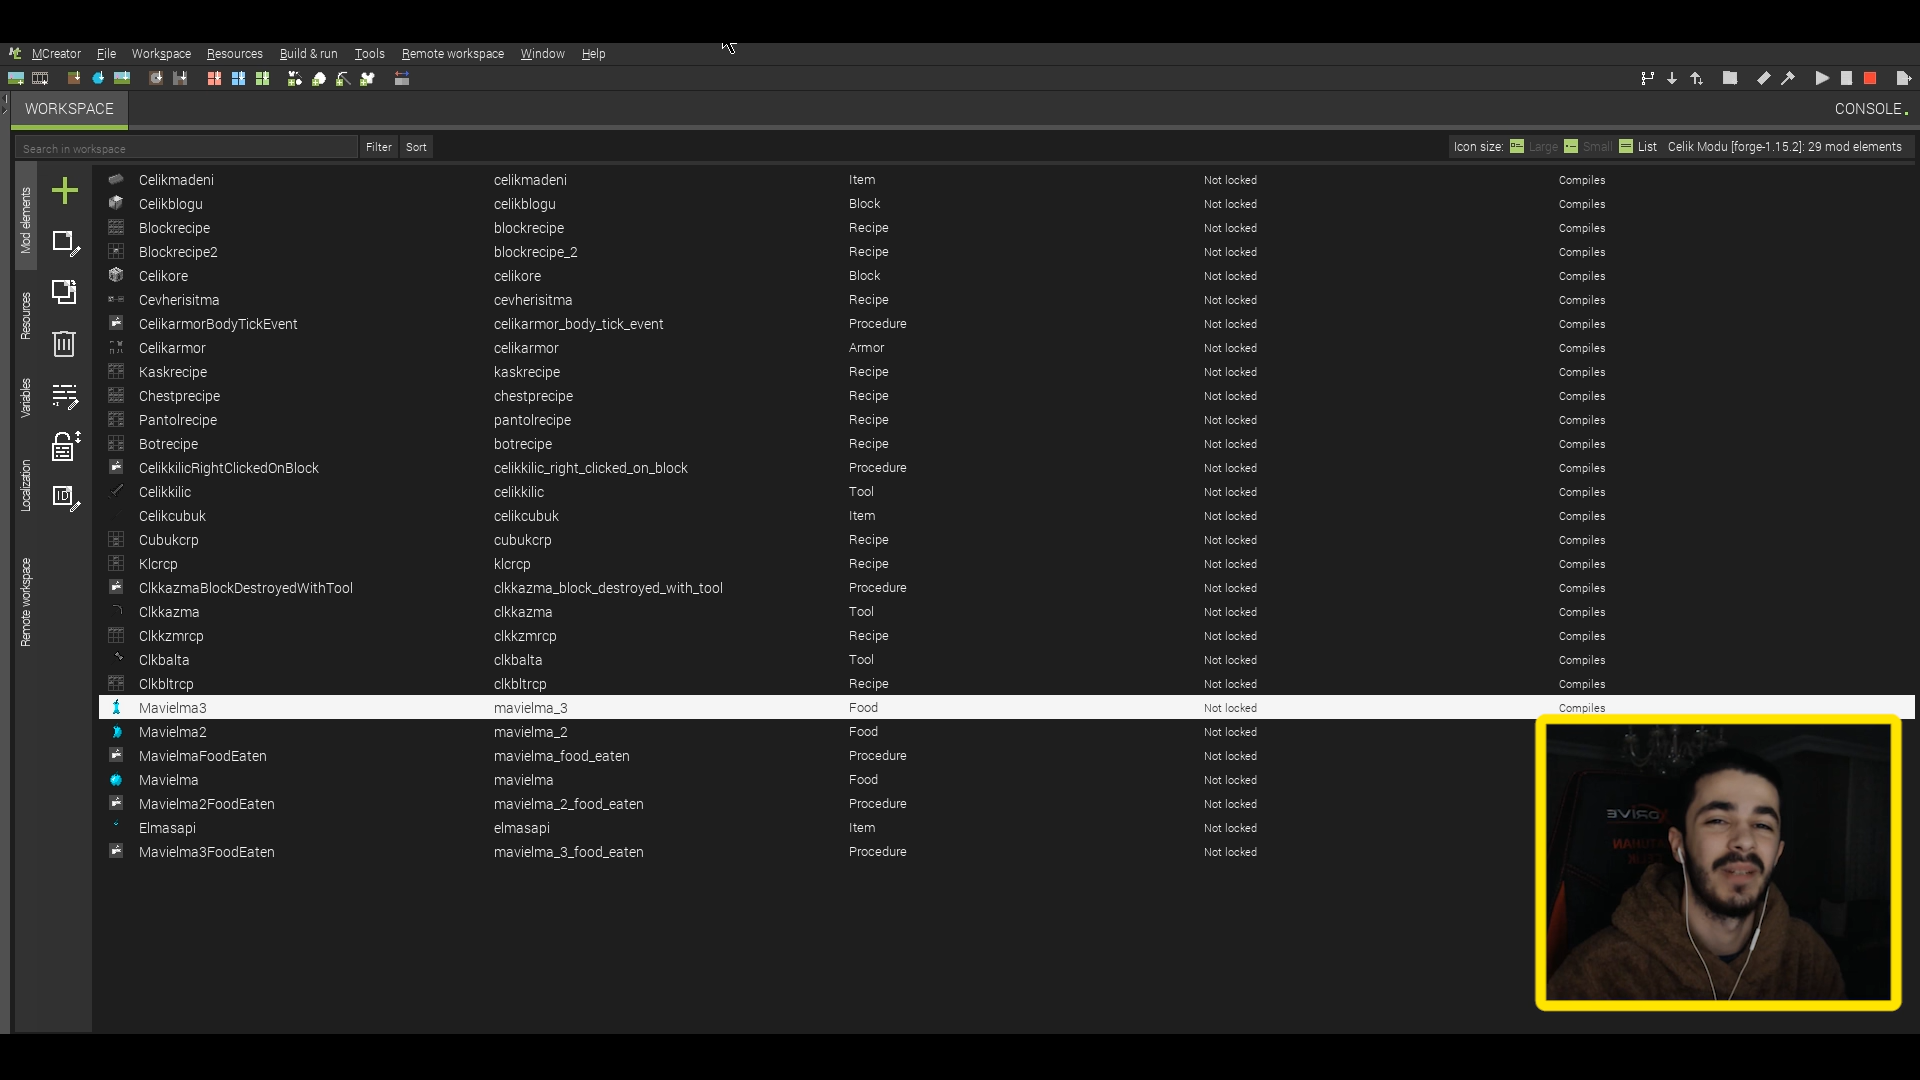 MCreator File Workspace Resources Build & run Tools Remote workspace Window Help
WORKSPACE CONSOLE
Search in workspace Filter Sort Icon size: Large Small List Celik Modu [forge-1.15.2]: 29 mod elements
Mod elements
Resources
Variables
Localization
Remote workspace
Celikmadeni celikmadeni Item Not locked Compiles
Celikblogu celikblogu Block Not locked Compiles
Blockrecipe blockrecipe Recipe Not locked Compiles
Blockrecipe2 blockrecipe_2 Recipe Not locked Compiles
Celikore celikore Block Not locked Compiles
Cevherisitma cevherisitma Recipe Not locked Compiles
CelikarmorBodyTickEvent celikarmor_body_tick_event Procedure Not locked Compiles
Celikarmor celikarmor Armor Not locked Compiles
Kaskrecipe kaskrecipe Recipe Not locked Compiles
Chestprecipe chestprecipe Recipe Not locked Compiles
Pantolrecipe pantolrecipe Recipe Not locked Compiles
Botrecipe botrecipe Recipe Not locked Compiles
CelikkilicRightClickedOnBlock celikkilic_right_clicked_on_block Procedure Not locked Compiles
Celikkilic celikkilic Tool Not locked Compiles
Celikcubuk celikcubuk Item Not locked Compiles
Cubukcrp cubukcrp Recipe Not locked Compiles
Klcrcp klcrcp Recipe Not locked Compiles
ClkkazmaBlockDestroyedWithTool clkkazma_block_destroyed_with_tool Procedure Not locked Compiles
Clkkazma clkkazma Tool Not locked Compiles
Clkkzmrcp clkkzmrcp Recipe Not locked Compiles
Clkbalta clkbalta Tool Not locked Compiles
Clkbltrcp clkbltrcp Recipe Not locked Compiles
Mavielma3 mavielma_3 Food Not locked Compiles
Mavielma2 mavielma_2 Food Not locked
MavielmaFoodEaten mavielma_food_eaten Procedure Not locked
Mavielma mavielma Food Not locked
Mavielma2FoodEaten mavielma_2_food_eaten Procedure Not locked
Elmasapi elmasapi Item Not locked
Mavielma3FoodEaten mavielma_3_food_eaten Procedure Not locked
XDRIVE